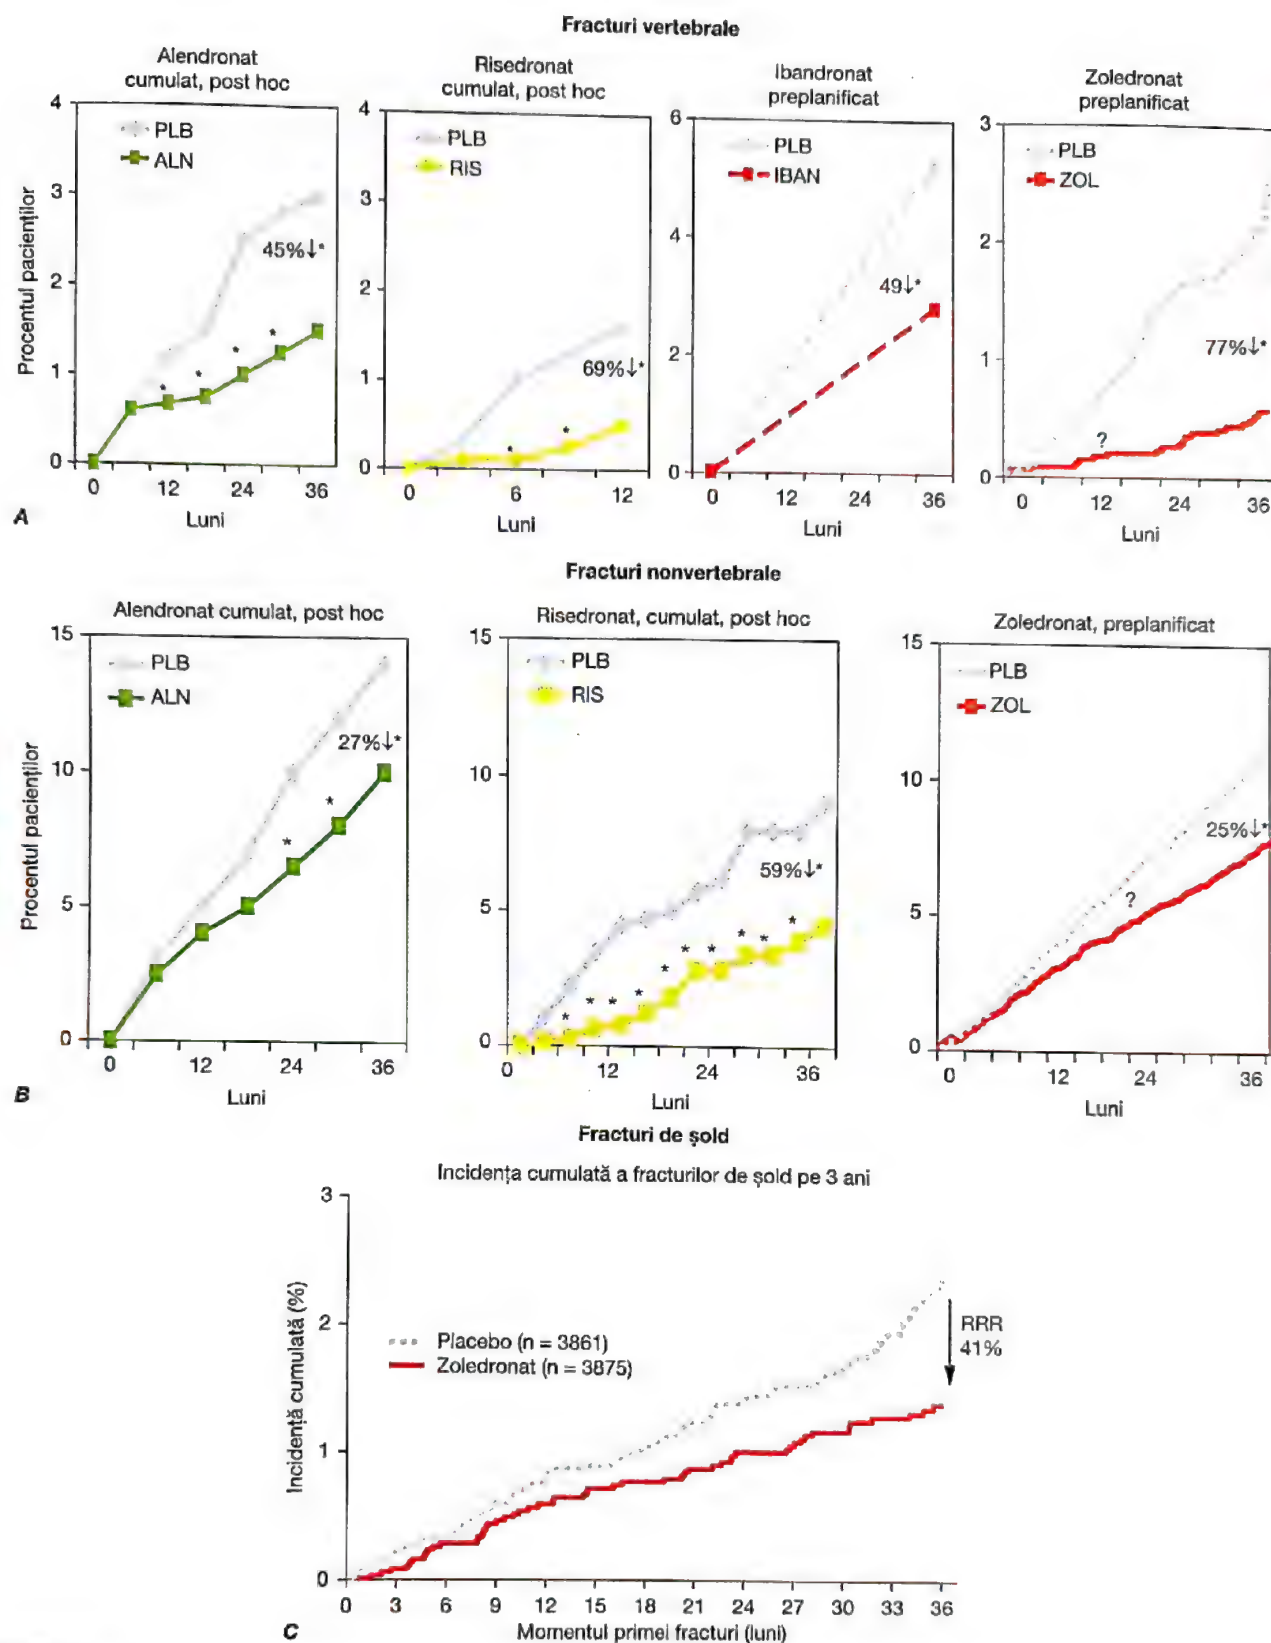 Fracturi vertebrale
Alendronat
cumulat, post hoc
Procentul pacienților
4
3
2
1
0
PLB
ALN
45%↓*
*
*
*
*
0
12
24
36
Luni
Risedronat
cumulat, post hoc
4
3
2
1
0
PLB
RIS
69%↓*
*
*
0
6
12
Luni
Ibandronat
preplanificat
6
4
2
0
PLB
IBAN
49↓*
0
12
24
36
Luni
Zoledronat
preplanificat
3
2
1
0
PLB
ZOL
77%↓*
?
0
12
24
36
Luni
A
Fracturi nonvertebrale
Alendronat cumulat, post hoc
Procentul pacienților
15
10
5
0
PLB
ALN
27%↓*
*
*
0
12
24
36
Luni
Risedronat, cumulat, post hoc
15
10
5
0
PLB
RIS
59%↓*
*
*
*
*
*
*
*
*
*
*
0
12
24
36
Luni
Zoledronat, preplanificat
15
10
5
0
PLB
ZOL
25%↓*
?
0
12
24
36
Luni
B
Fracturi de șold
Incidența cumulată a fracturilor de șold pe 3 ani
Incidență cumulată (%)
3
2
1
0
Placebo (n = 3861)
Zoledronat (n = 3875)
RRR
41%
0
3
6
9
12
15
18
21
24
27
30
33
36
Momentul primei fracturi (luni)
C